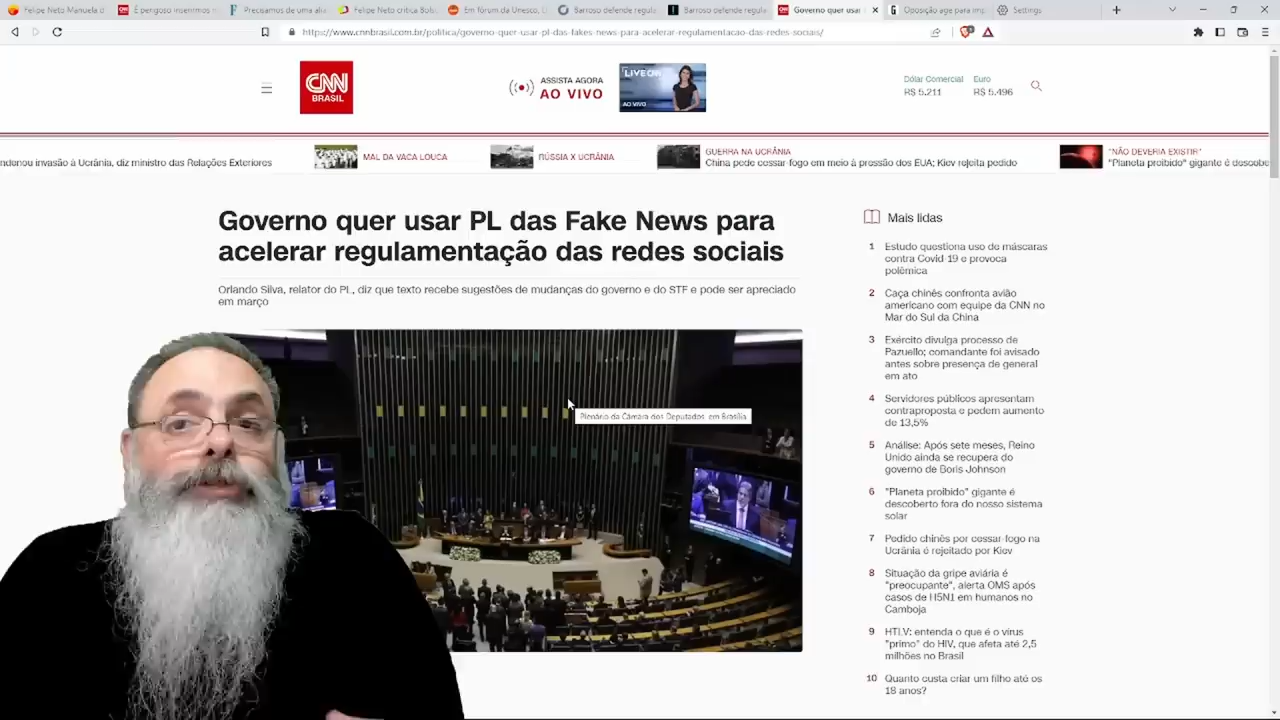 Felipe Neto Manuela d
É perigoso inserirmos n
Precisamos de uma alia
Felipe Neto critica Bols
Em fórum da Unesco, L
Barroso defende regula
Barroso defende regula
Governo quer usar
Oposição age para imp
Settings
https://www.cnnbrasil.com.br/politica/governo-quer-usar-pl-das-fakes-news-para-acelerar-regulamentacao-das-redes-sociais/
CNN
BRASIL
ASSISTA AGORA
AO VIVO
LIVE CN
AO VIVO
Dólar Comercial
R$ 5.211
Euro
R$ 5.496
ndenou invasão à Ucrânia, diz ministro das Relações Exteriores
MAL DA VACA LOUCA
RÚSSIA X UCRÂNIA
GUERRA NA UCRÂNIA
China pede cessar-fogo em meio à pressão dos EUA; Kiev rejeita pedido
"NÃO DEVERIA EXISTIR"
"Planeta proibido" gigante é descobe
Governo quer usar PL das Fake News para
acelerar regulamentação das redes sociais
Orlando Silva, relator do PL, diz que texto recebe sugestões de mudanças do governo e do STF e pode ser apreciado
em março
Plenário da Câmara dos Deputados, em Brasília
Mais lidas
1 Estudo questiona uso de máscaras
contra Covid-19 e provoca
polêmica
2 Caça chinês confronta avião
americano com equipe da CNN no
Mar do Sul da China
3 Exército divulga processo de
Pazuello; comandante foi avisado
antes sobre presença de general
em ato
4 Servidores públicos apresentam
contraproposta e pedem aumento
de 13,5%
5 Análise: Após sete meses, Reino
Unido ainda se recupera do
governo de Boris Johnson
6 "Planeta proibido" gigante é
descoberto fora do nosso sistema
solar
7 Pedido chinês por cessar-fogo na
Ucrânia é rejeitado por Kiev
8 Situação da gripe aviária é
"preocupante", alerta OMS após
casos de H5N1 em humanos no
Camboja
9 HTLV: entenda o que é o vírus
"primo" do HIV, que afeta até 2,5
milhões no Brasil
10 Quanto custa criar um filho até os
18 anos?